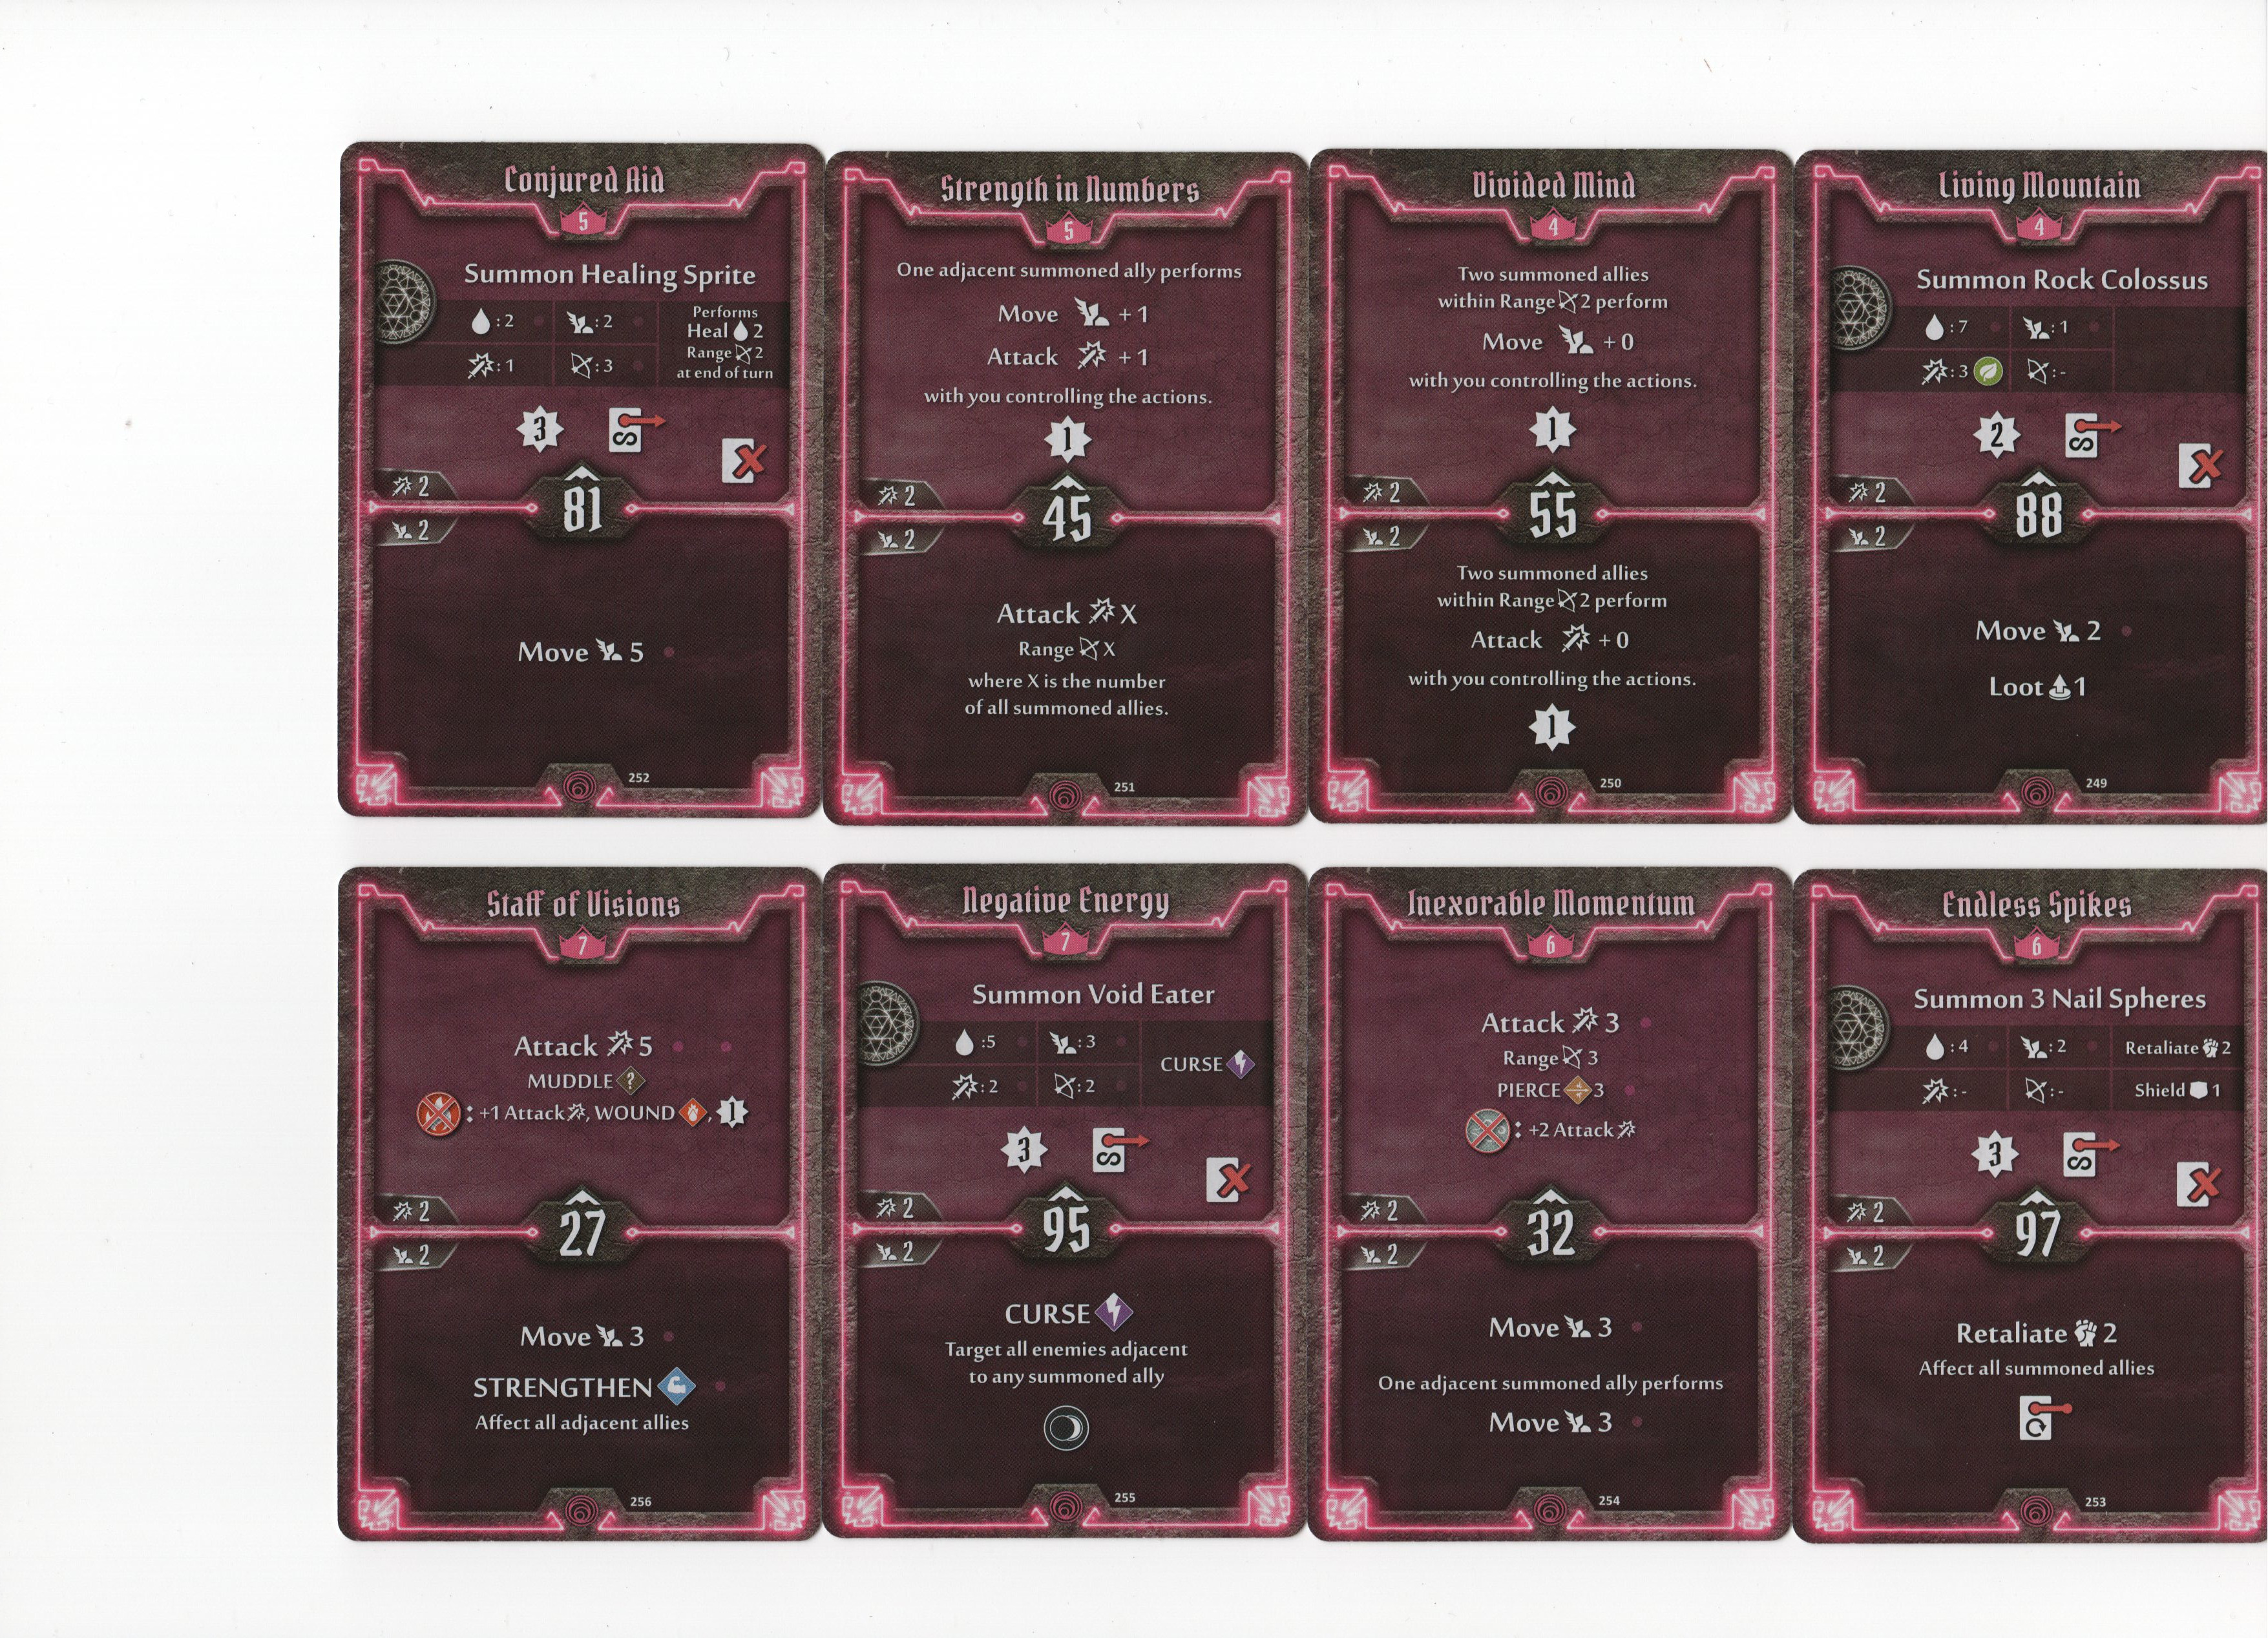 Conjured Aid
5
Summon Healing Sprite
:2
:2
:1
:3
Performs
Heal 2
Range 2
at end of turn
3
2
81
2
Move 5
252
Strength in Numbers
5
One adjacent summoned ally performs
Move +1
Attack +1
with you controlling the actions.
1
2
45
2
Attack X
Range X
where X is the number
of all summoned allies.
251
Divided Mind
4
Two summoned allies
within Range 2 perform
Move +0
with you controlling the actions.
1
2
55
2
Two summoned allies
within Range 2 perform
Attack +0
with you controlling the actions.
1
250
Living Mountain
4
Summon Rock Colossus
:7
:1
:3
:-
2
2
88
2
Move 2
Loot 1
249
Staff of Visions
7
Attack 5
MUDDLE ?
: +1 Attack, WOUND, 1
2
27
2
Move 3
STRENGTHEN
Affect all adjacent allies
256
Negative Energy
7
Summon Void Eater
:5
:3
:2
:2
CURSE
3
2
95
2
CURSE
Target all enemies adjacent
to any summoned ally
255
Inexorable Momentum
6
Attack 3
Range 3
PIERCE 3
: +2 Attack
2
32
2
Move 3
One adjacent summoned ally performs
Move 3
254
Endless Spikes
6
Summon 3 Nail Spheres
:4
:2
Retaliate 2
:-
:-
Shield 1
3
2
97
2
Retaliate 2
Affect all summoned allies
253